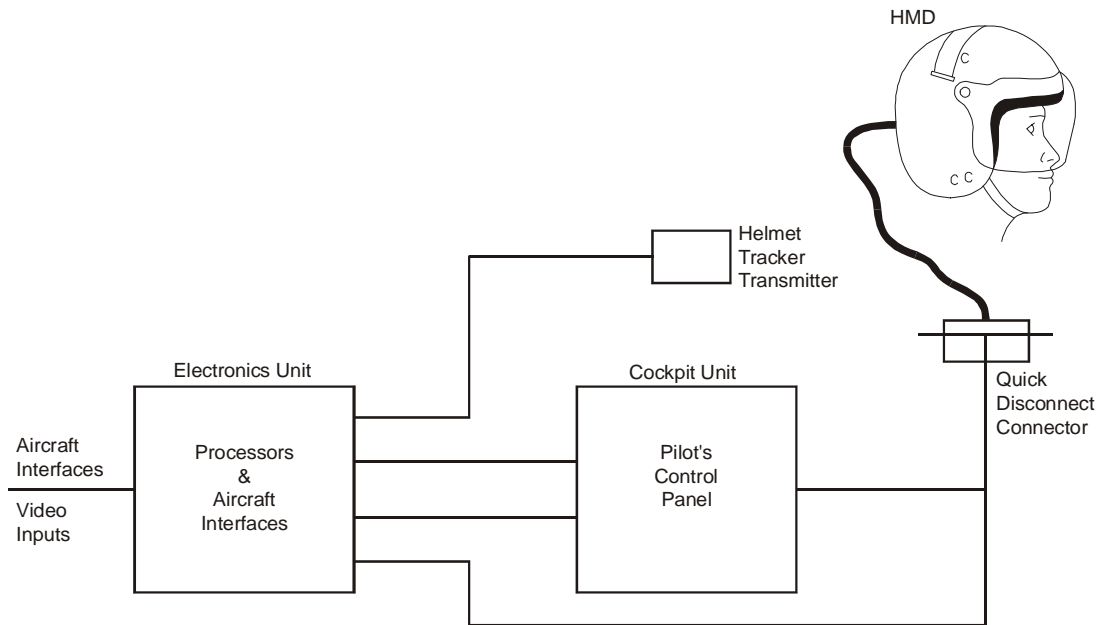 HMD
Helmet
Tracker
Transmitter
Electronics Unit
Cockpit Unit
Quick
Disconnect
Connector
Aircraft
Interfaces
Video
Inputs
Processors
&
Aircraft
Interfaces
Pilot's
Control
Panel
C
C C